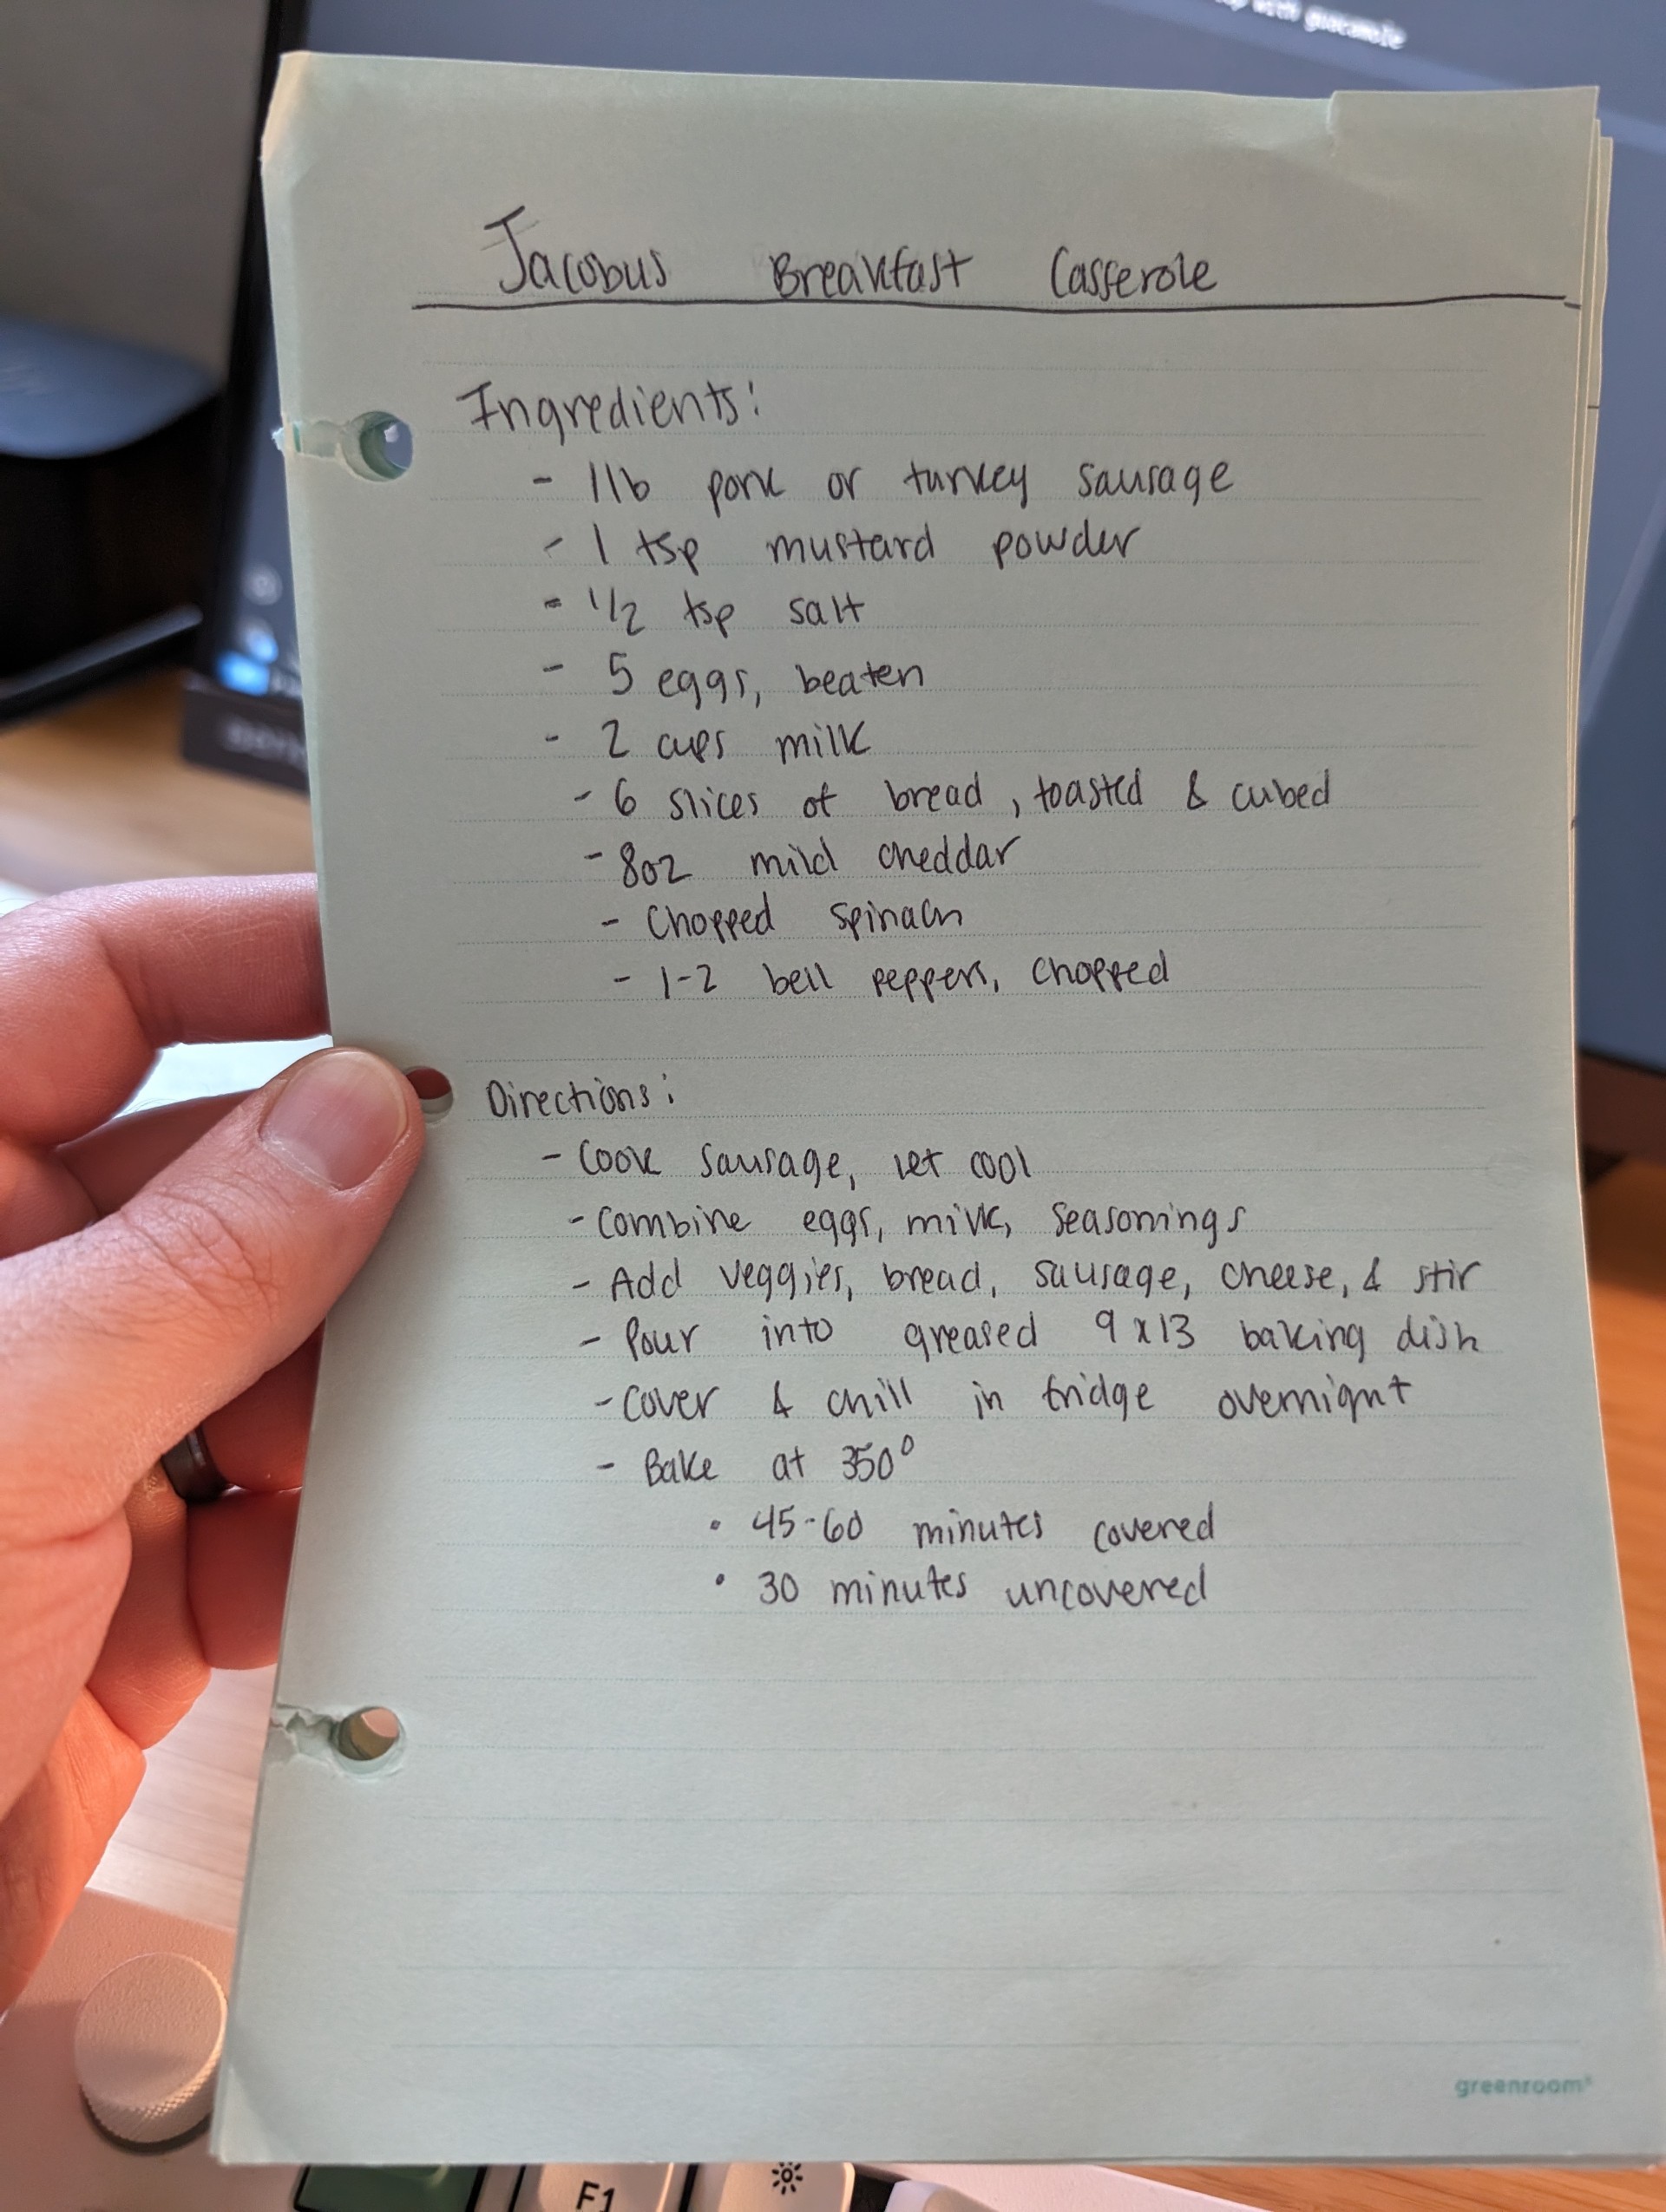 with guacamole
Jacobus Breakfast Casserole
Ingredients:
- 1lb pork or turkey sausage
- 1 tsp mustard powder
- 1/2 tsp salt
- 5 eggs, beaten
- 2 cups milk
- 6 slices of bread, toasted & cubed
- 8oz mild cheddar
- Chopped spinach
- 1-2 bell peppers, chopped
Directions:
- Cook sausage, let cool
- Combine eggs, milk, seasonings
- Add veggies, bread, sausage, cheese, & stir
- Pour into greased 9x13 baking dish
- Cover & chill in fridge overnight
- Bake at 350°
• 45-60 minutes covered
• 30 minutes uncovered
greenroom®
F1